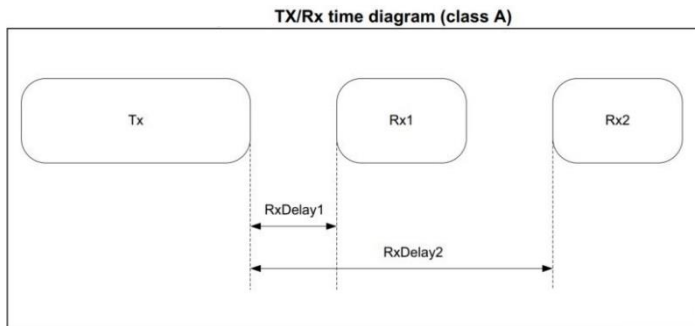 TX/Rx time diagram (class A)
Tx
Rx1
Rx2
RxDelay1
RxDelay2